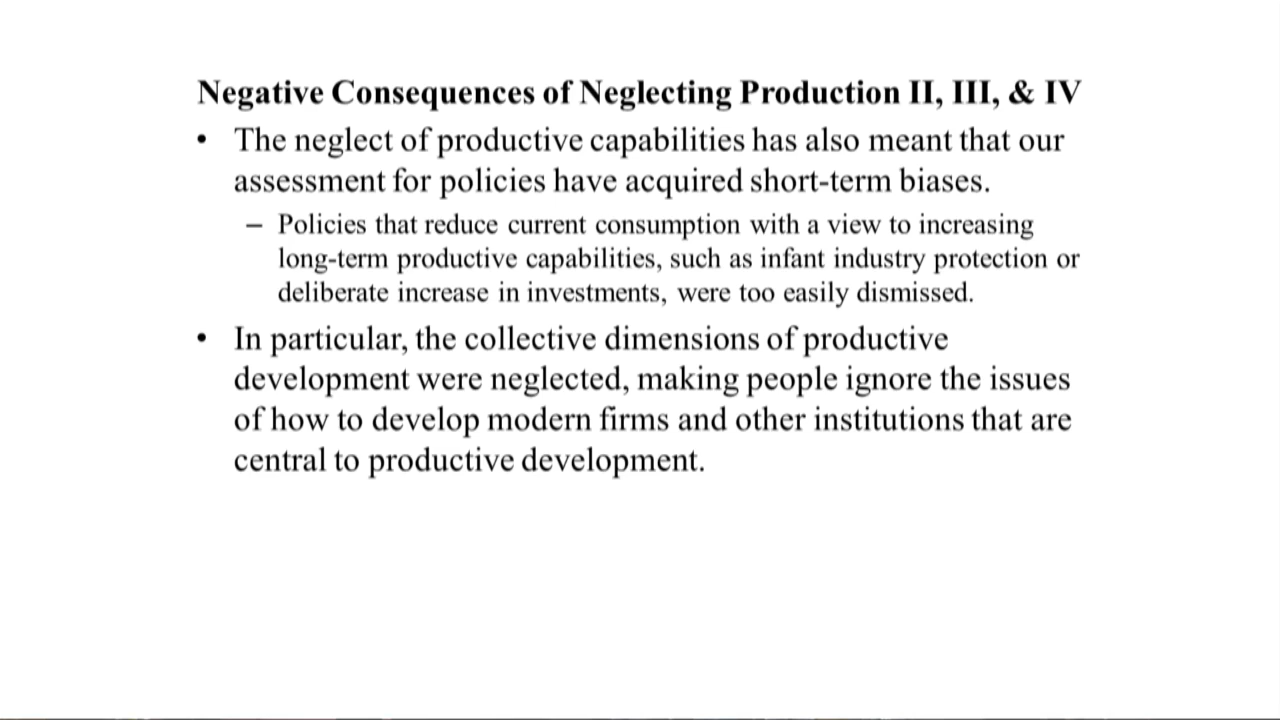 Negative Consequences of Neglecting Production II, III, & IV
• The neglect of productive capabilities has also meant that our
assessment for policies have acquired short-term biases.
– Policies that reduce current consumption with a view to increasing
long-term productive capabilities, such as infant industry protection or
deliberate increase in investments, were too easily dismissed.
• In particular, the collective dimensions of productive
development were neglected, making people ignore the issues
of how to develop modern firms and other institutions that are
central to productive development.